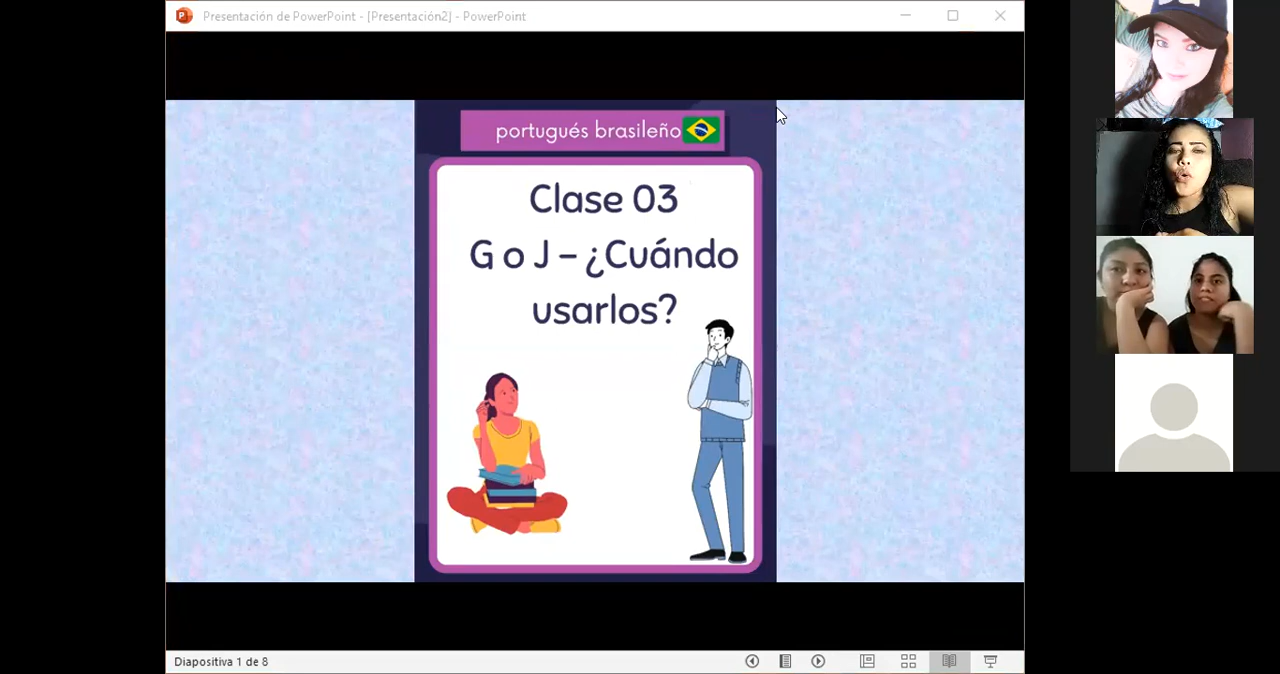 Presentación de PowerPoint - [Presentación2] - PowerPoint
portugués brasileño
Clase 03
G o J – ¿Cuándo
usarlos?
Diapositiva 1 de 8